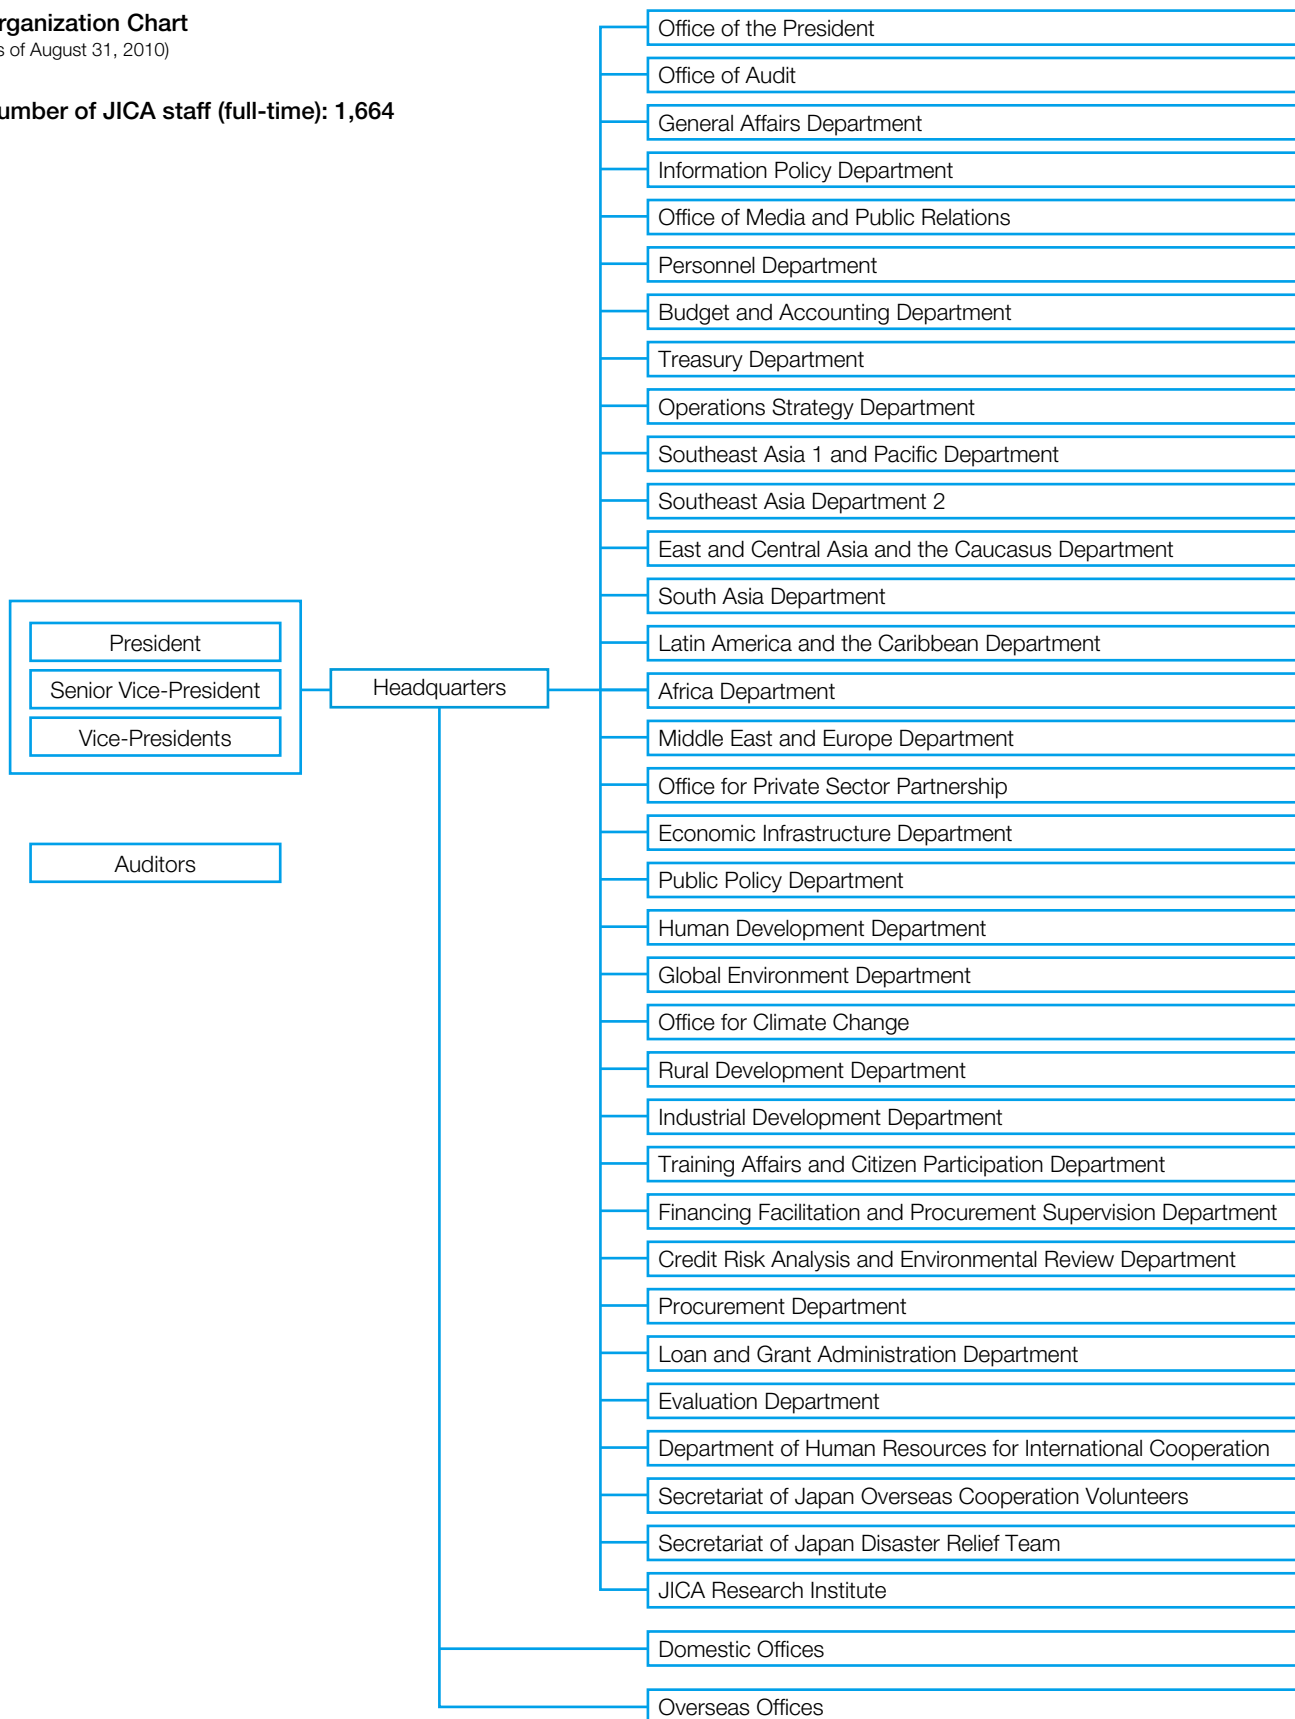 rganization Chart
s of August 31, 2010)
umber of JICA staff (full-time): 1,664
President
Senior Vice-President
Vice-Presidents
Auditors
Headquarters
Office of the President
Office of Audit
General Affairs Department
Information Policy Department
Office of Media and Public Relations
Personnel Department
Budget and Accounting Department
Treasury Department
Operations Strategy Department
Southeast Asia 1 and Pacific Department
Southeast Asia Department 2
East and Central Asia and the Caucasus Department
South Asia Department
Latin America and the Caribbean Department
Africa Department
Middle East and Europe Department
Office for Private Sector Partnership
Economic Infrastructure Department
Public Policy Department
Human Development Department
Global Environment Department
Office for Climate Change
Rural Development Department
Industrial Development Department
Training Affairs and Citizen Participation Department
Financing Facilitation and Procurement Supervision Department
Credit Risk Analysis and Environmental Review Department
Procurement Department
Loan and Grant Administration Department
Evaluation Department
Department of Human Resources for International Cooperation
Secretariat of Japan Overseas Cooperation Volunteers
Secretariat of Japan Disaster Relief Team
JICA Research Institute
Domestic Offices
Overseas Offices